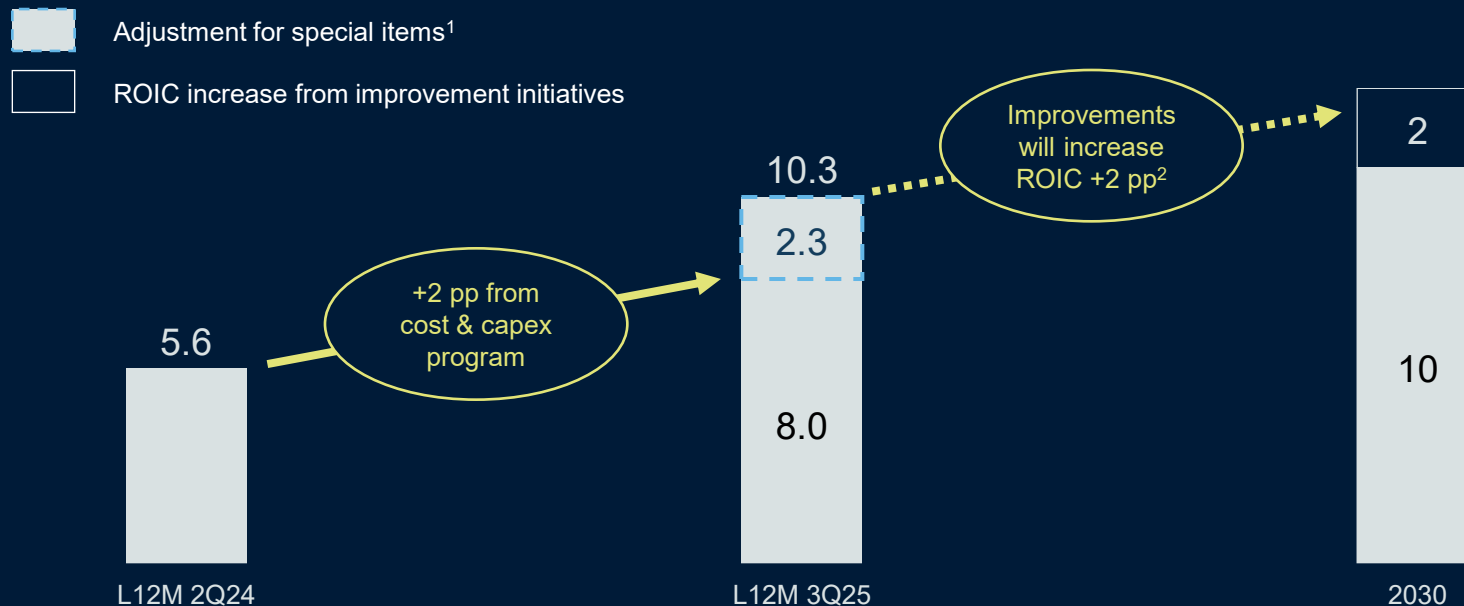 Adjustment for special items¹
ROIC increase from improvement initiatives
Improvements
will increase
ROIC +2 pp²
2
10.3
2.3
+2 pp from
cost & capex
program
5.6
10
8.0
L12M 2Q24
L12M 3Q25
2030